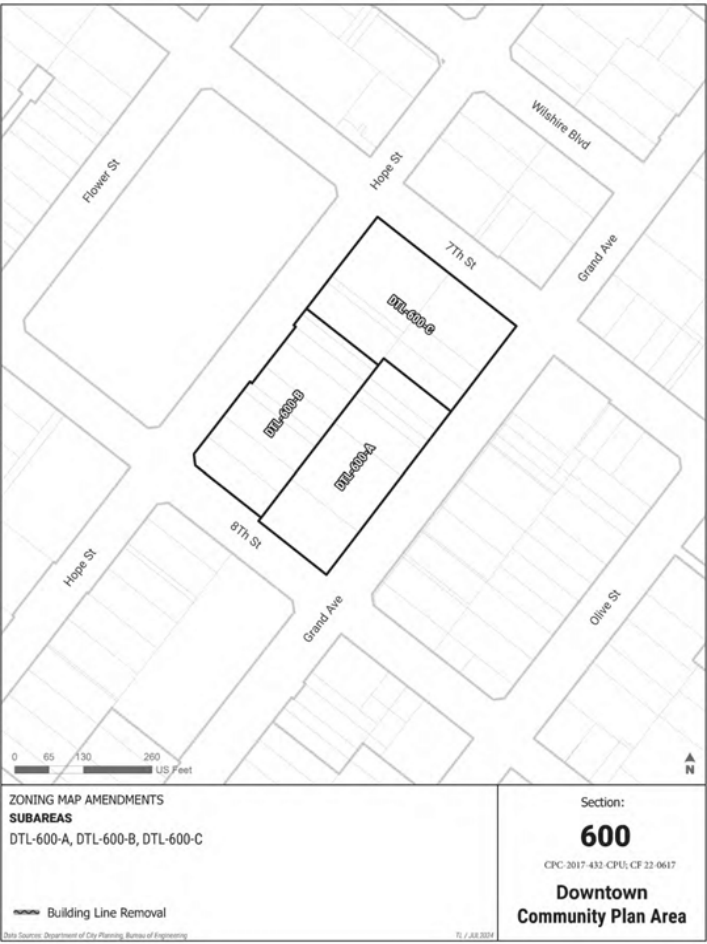 Wilshire Blvd
Flower St
Hope St
7Th St
Grand Ave
DTL-600-C
DTL-600-B
DTL-600-A
8Th St
Hope St
Grand Ave
Olive St
0 65 130 260
US Feet
N
ZONING MAP AMENDMENTS
SUBAREAS
DTL-600-A, DTL-600-B, DTL-600-C
Building Line Removal
Data Sources: Department of City Planning, Bureau of Engineering
TL / JUL 2024
Section:
600
CPC-2017-432-CPU; CF 22-0617
Downtown
Community Plan Area